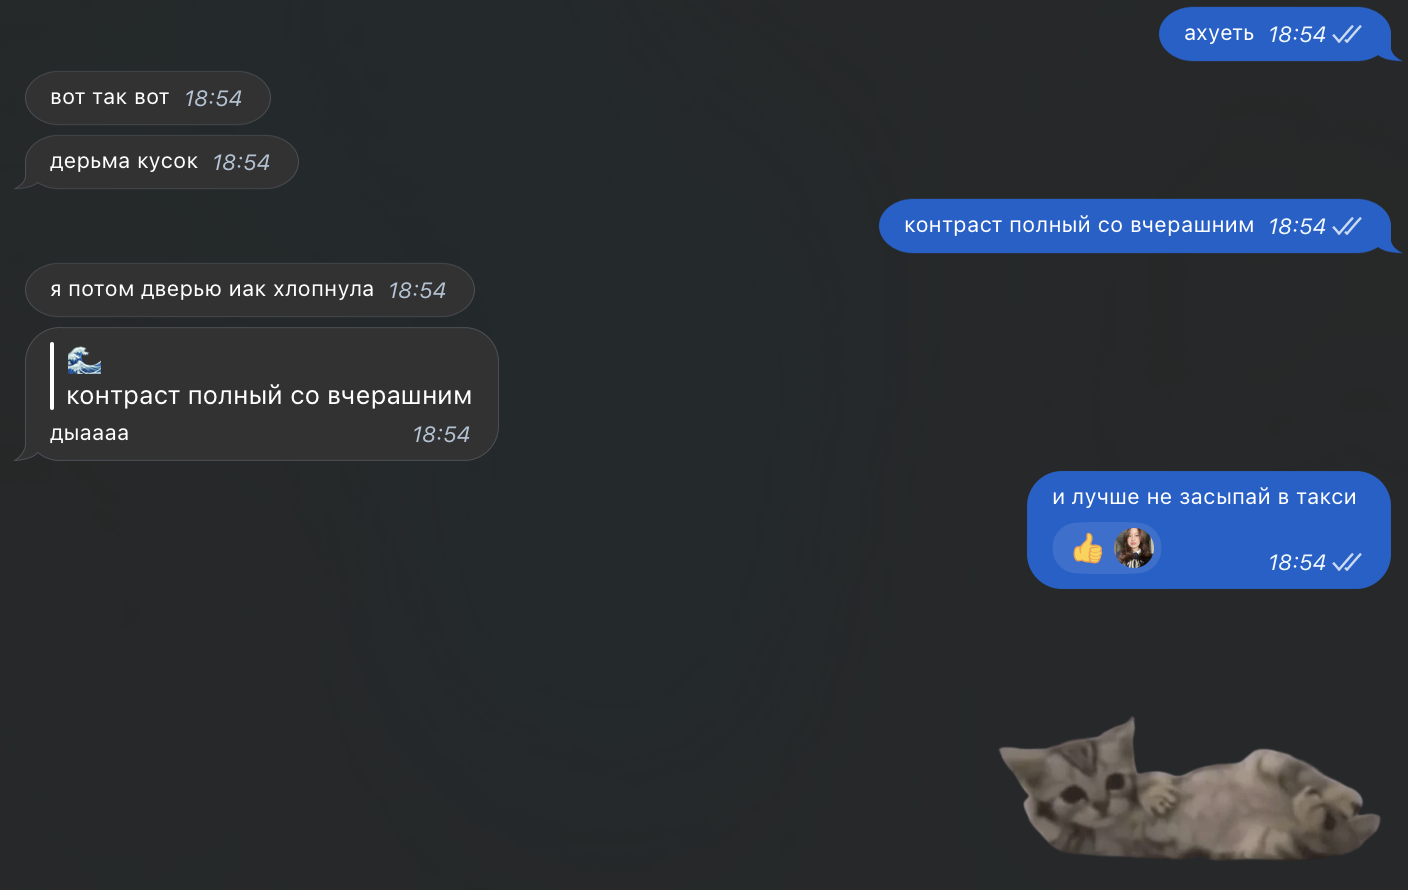 ахуеть 18:54
вот так вот 18:54
дерьма кусок 18:54
контраст полный со вчерашним 18:54
я потом дверью иак хлопнула 18:54
🌊
контраст полный со вчерашним
дыаааа 18:54
и лучше не засыпай в такси
👍 18:54